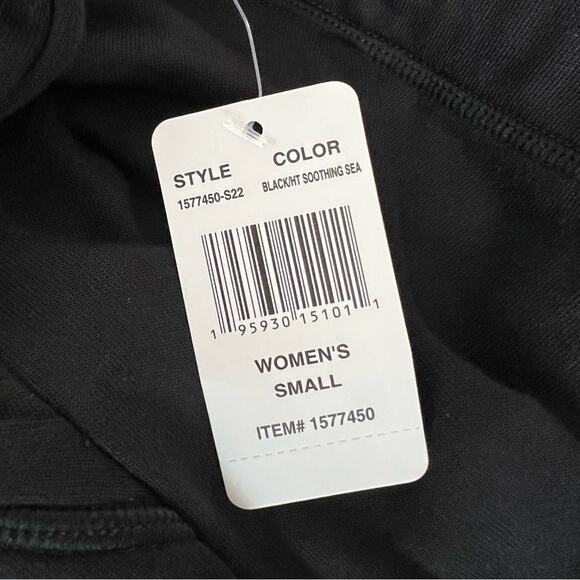 STYLE COLOR
1577450-S22 BLACK/HT SOOTHING SEA
1 95930 15101 1
WOMEN'S
SMALL
ITEM# 1577450